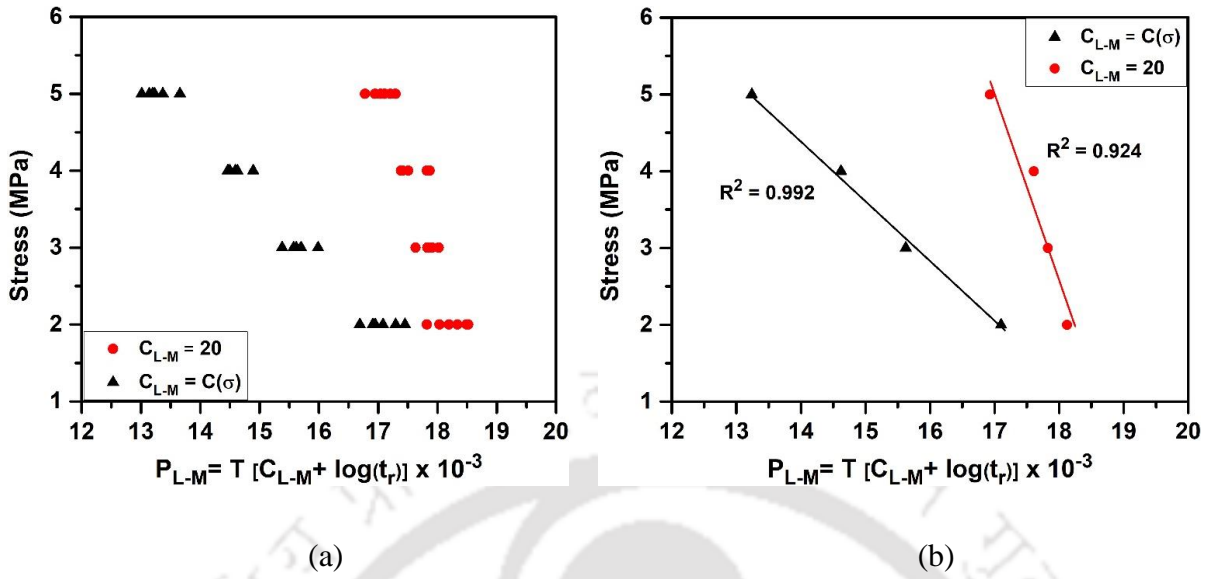 6
5
4
3
2
1
Stress (MPa)
C_L-M = 20
C_L-M = C(σ)
12 13 14 15 16 17 18 19 20
P_L-M= T [C_L-M+ log(t_r)] x 10^-3
(a)
6
5
4
3
2
1
Stress (MPa)
C_L-M = C(σ)
C_L-M = 20
R^2 = 0.924
R^2 = 0.992
12 13 14 15 16 17 18 19 20
P_L-M= T [C_L-M+ log(t_r)] x 10^-3
(b)